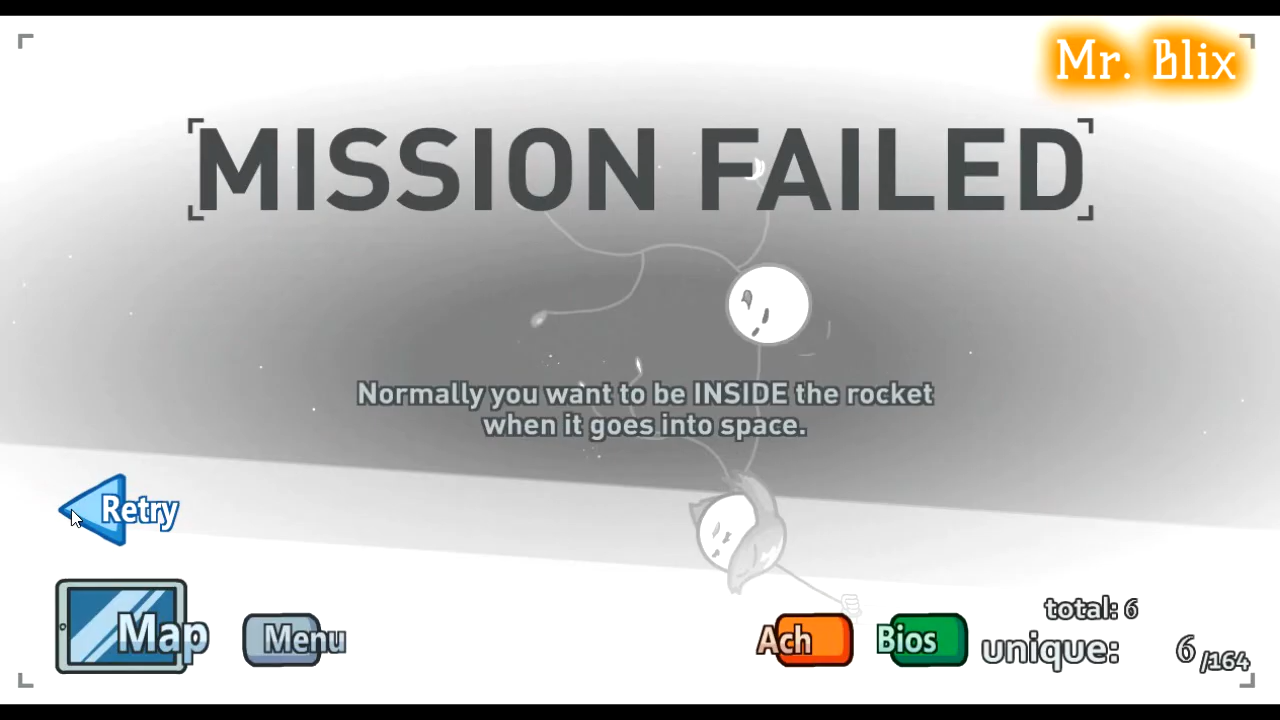 Mr. Blix
MISSION FAILED
Normally you want to be INSIDE the rocket
when it goes into space.
Retry
Map
Menu
Ach
Bios
total: 6
unique: 6 /164